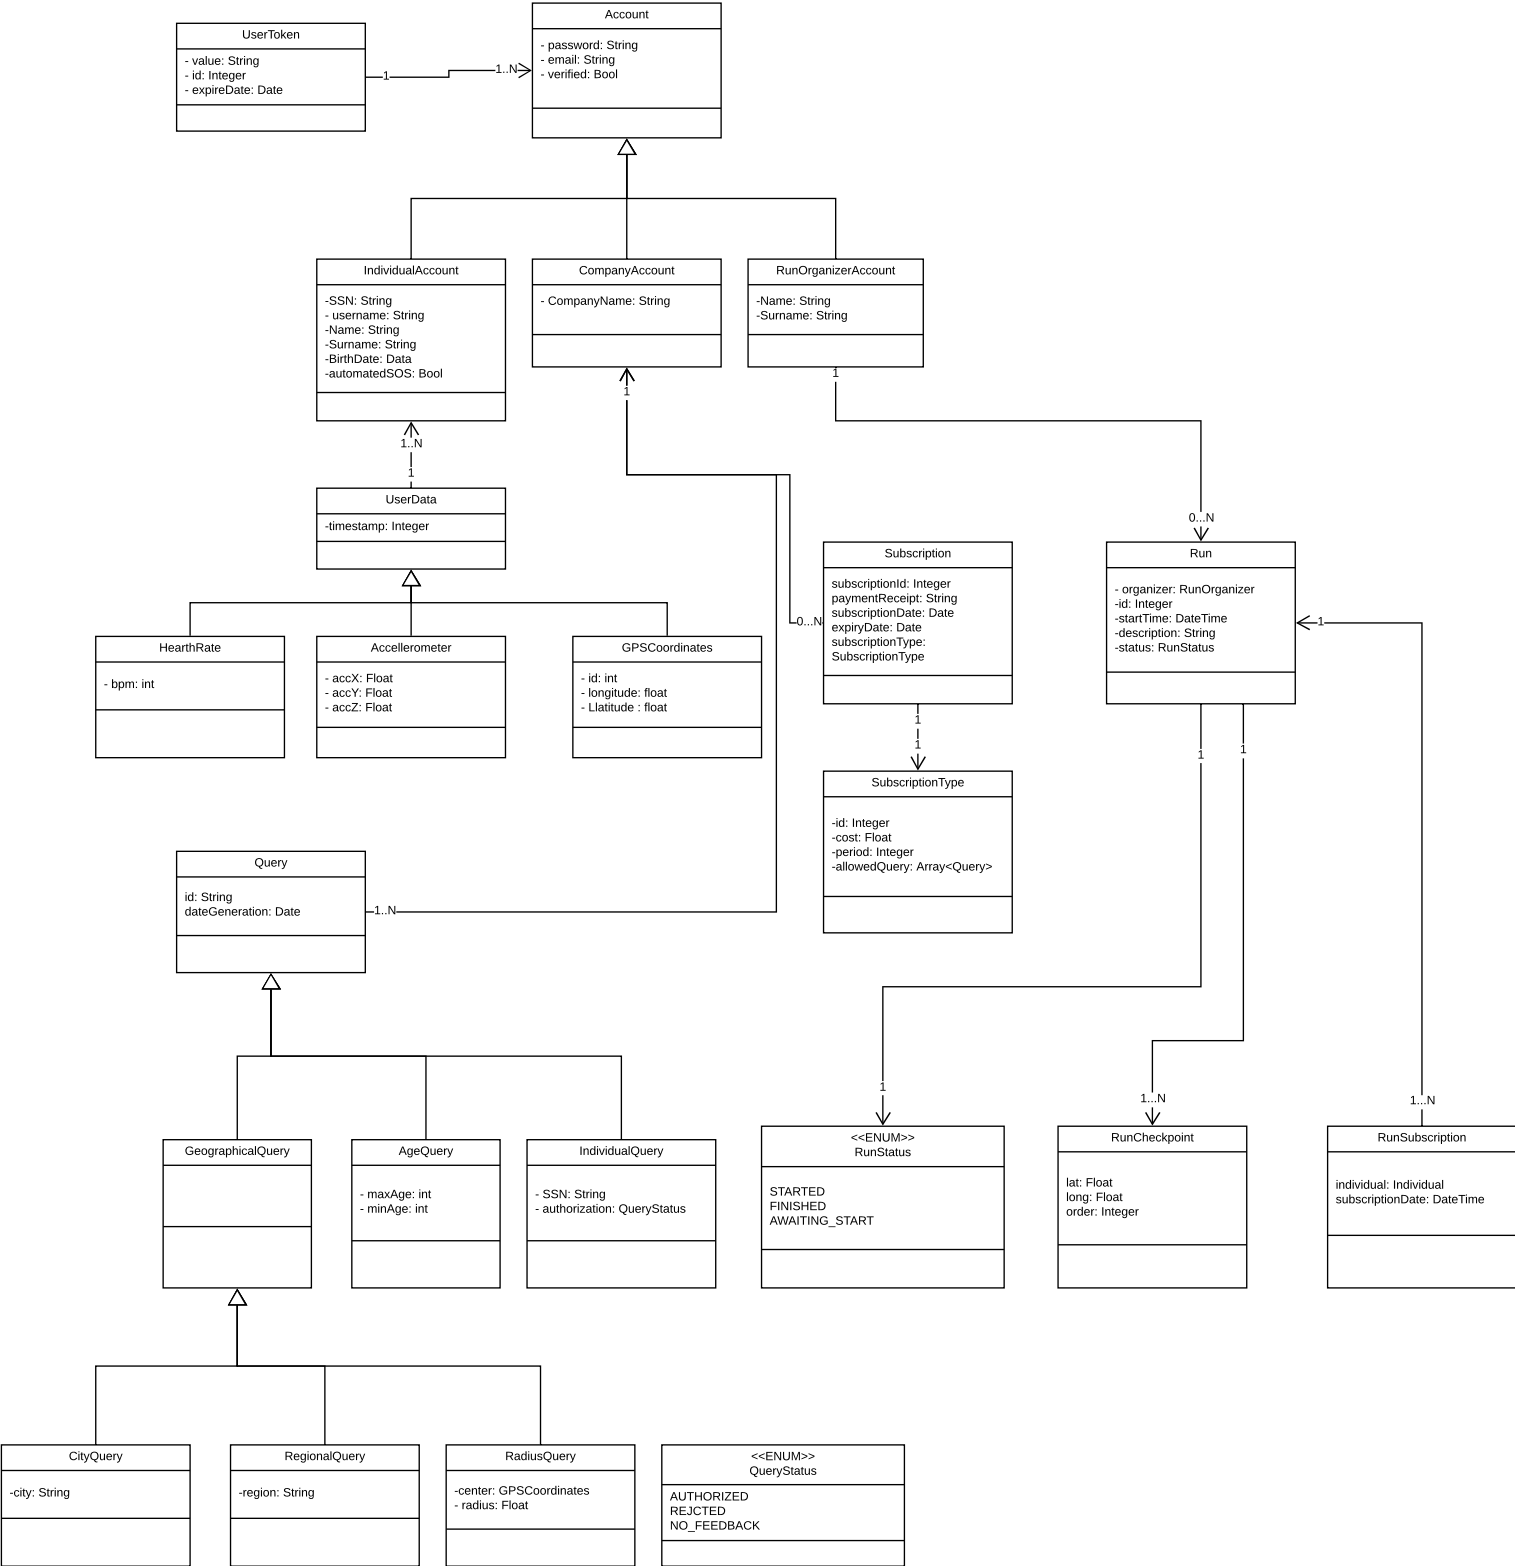 Account
- password: String
- email: String
- verified: Bool
UserToken
- value: String
- id: Integer
- expireDate: Date
1
1..N
IndividualAccount
-SSN: String
- username: String
-Name: String
-Surname: String
-BirthDate: Data
-automatedSOS: Bool
CompanyAccount
- CompanyName: String
RunOrganizerAccount
-Name: String
-Surname: String
1
1
1..N
1
UserData
-timestamp: Integer
0...N
Subscription
subscriptionId: Integer
paymentReceipt: String
subscriptionDate: Date
expiryDate: Date
subscriptionType:
SubscriptionType
0...N
Run
- organizer: RunOrganizer
-id: Integer
-startTime: DateTime
-description: String
-status: RunStatus
1
HearthRate
- bpm: int
Accellerometer
- accX: Float
- accY: Float
- accZ: Float
GPSCoordinates
- id: int
- longitude: float
- Llatitude : float
1
1
1
1
SubscriptionType
-id: Integer
-cost: Float
-period: Integer
-allowedQuery: Array<Query>
Query
id: String
dateGeneration: Date
1..N
1
1...N
1...N
GeographicalQuery
AgeQuery
- maxAge: int
- minAge: int
IndividualQuery
- SSN: String
- authorization: QueryStatus
<<ENUM>>
RunStatus
STARTED
FINISHED
AWAITING_START
RunCheckpoint
lat: Float
long: Float
order: Integer
RunSubscription
individual: Individual
subscriptionDate: DateTime
CityQuery
-city: String
RegionalQuery
-region: String
RadiusQuery
-center: GPSCoordinates
- radius: Float
<<ENUM>>
QueryStatus
AUTHORIZED
REJCTED
NO_FEEDBACK